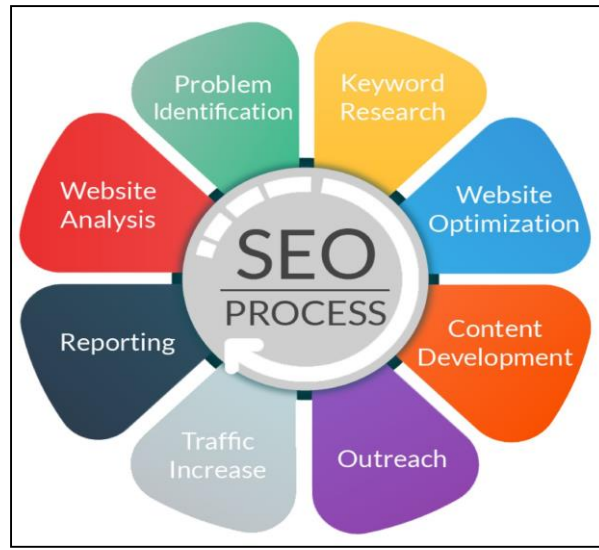 SEO
PROCESS
Problem
Identification
Keyword
Research
Website
Optimization
Content
Development
Outreach
Traffic
Increase
Reporting
Website
Analysis